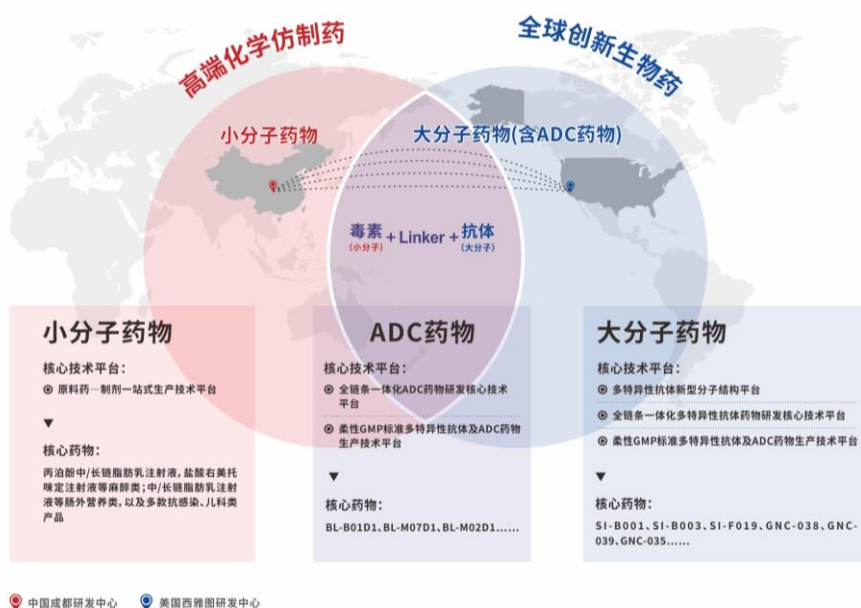 高端化学仿制药
全球创新生物药
小分子药物
大分子药物(含ADC药物)
毒素 + Linker + 抗体
(小分子)
(大分子)
小分子药物
核心技术平台：
原料药—制剂一站式生产技术平台
核心药物：
丙泊酚中/长链脂肪乳注射液，盐酸右美托
咪定注射液等麻醉类；中/长链脂肪乳注射
液等肠外营养类，以及多款抗感染、儿科类
产品
ADC药物
核心技术平台：
全链条一体化ADC药物研发核心技术
平台
柔性GMP标准多特异性抗体及ADC药物
生产技术平台
核心药物：
BL-B01D1、BL-M07D1、BL-M02D1......
大分子药物
核心技术平台：
多特异性抗体新型分子结构平台
全链条一体化多特异性抗体药物研发核心技术平台
柔性GMP标准多特异性抗体及ADC药物生产技术平台
核心药物：
SI-B001、SI-B003、SI-F019、GNC-038、GNC-
039、GNC-035......
中国成都研发中心
美国西雅图研发中心